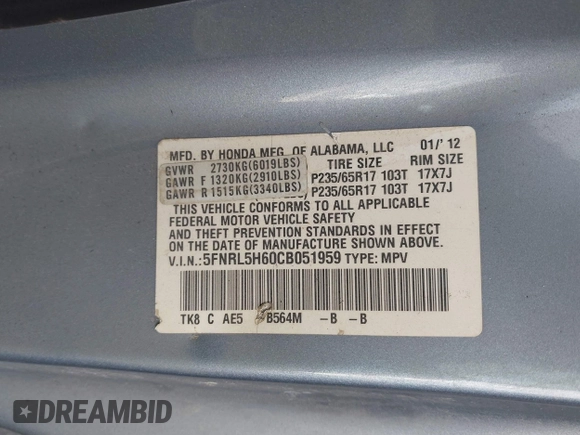 MFD. BY HONDA MFG. OF ALABAMA, LLC 01/'12
TIRE SIZE RIM SIZE
GVWR 2730KG(6019LBS)
GAWR F 1320KG(2910LBS) P235/65R17 103T 17X7J
GAWR R 1515KG(3340LBS) P235/65R17 103T 17X7J
THIS VEHICLE CONFORMS TO ALL APPLICABLE
FEDERAL MOTOR VEHICLE SAFETY
AND THEFT PREVENTION STANDARDS IN EFFECT
ON THE DATE OF MANUFACTURE SHOWN ABOVE.
V.I.N.: 5FNRL5H60CB051959 TYPE: MPV
TK8 C AE5 B564M -B -B
DREAMBID